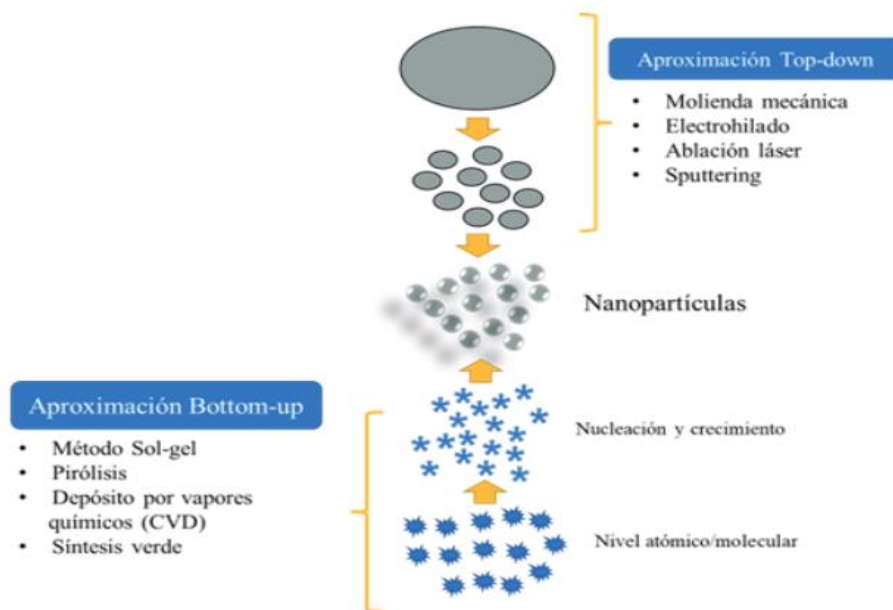 Aproximación Top-down
• Molienda mecánica
• Electrohilado
• Ablación láser
• Sputtering
Nanopartículas
Aproximación Bottom-up
• Método Sol-gel
• Pirólisis
• Depósito por vapores
químicos (CVD)
• Síntesis verde
Nucleación y crecimiento
Nivel atómico/molecular